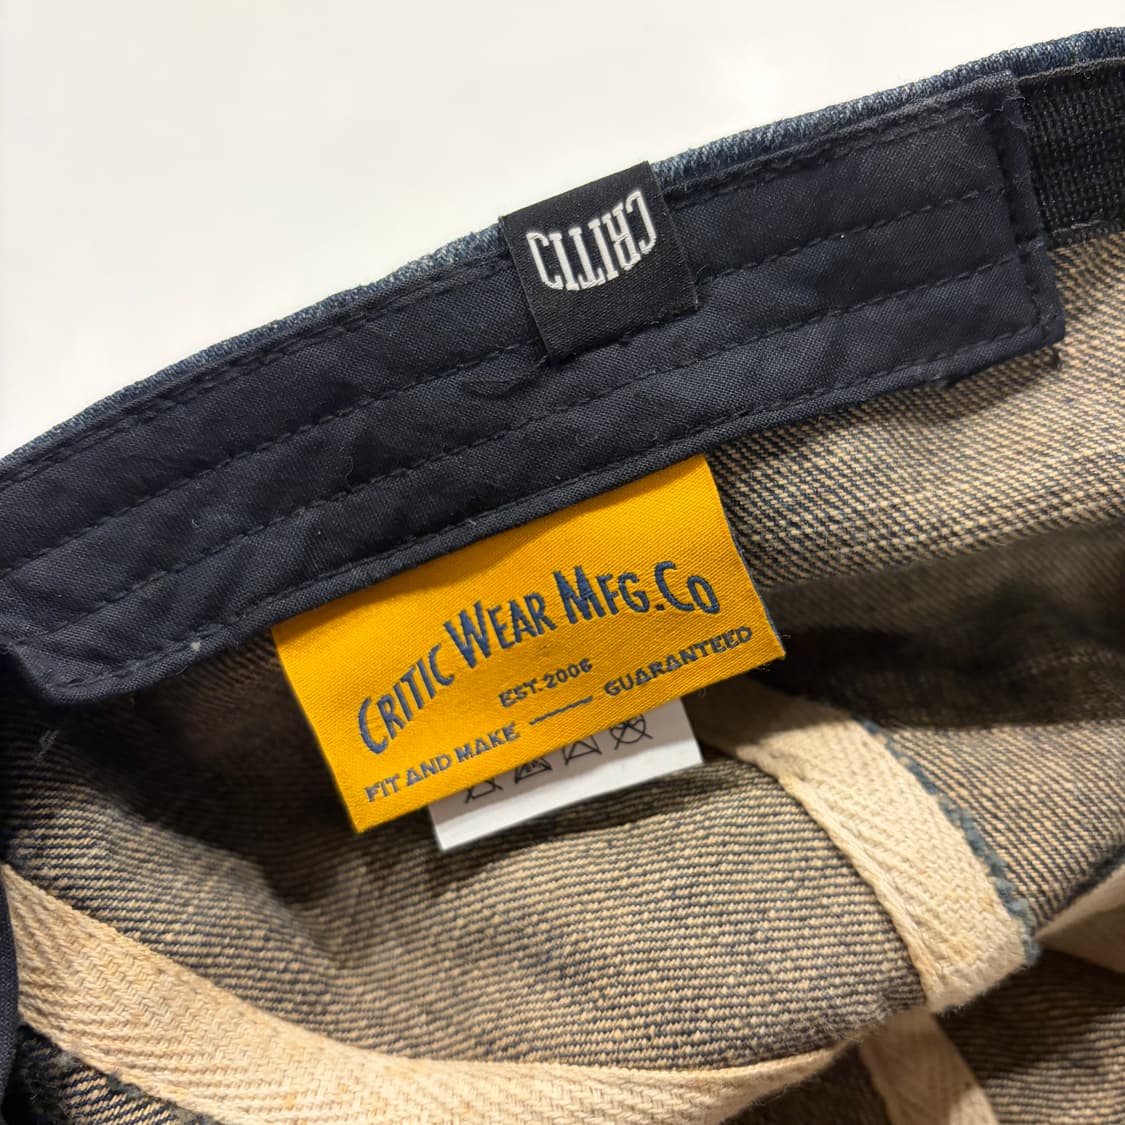 CRITIC
CRITIC WEAR MFG.CO
EST.2006
FIT AND MAKE —— GUARANTEED